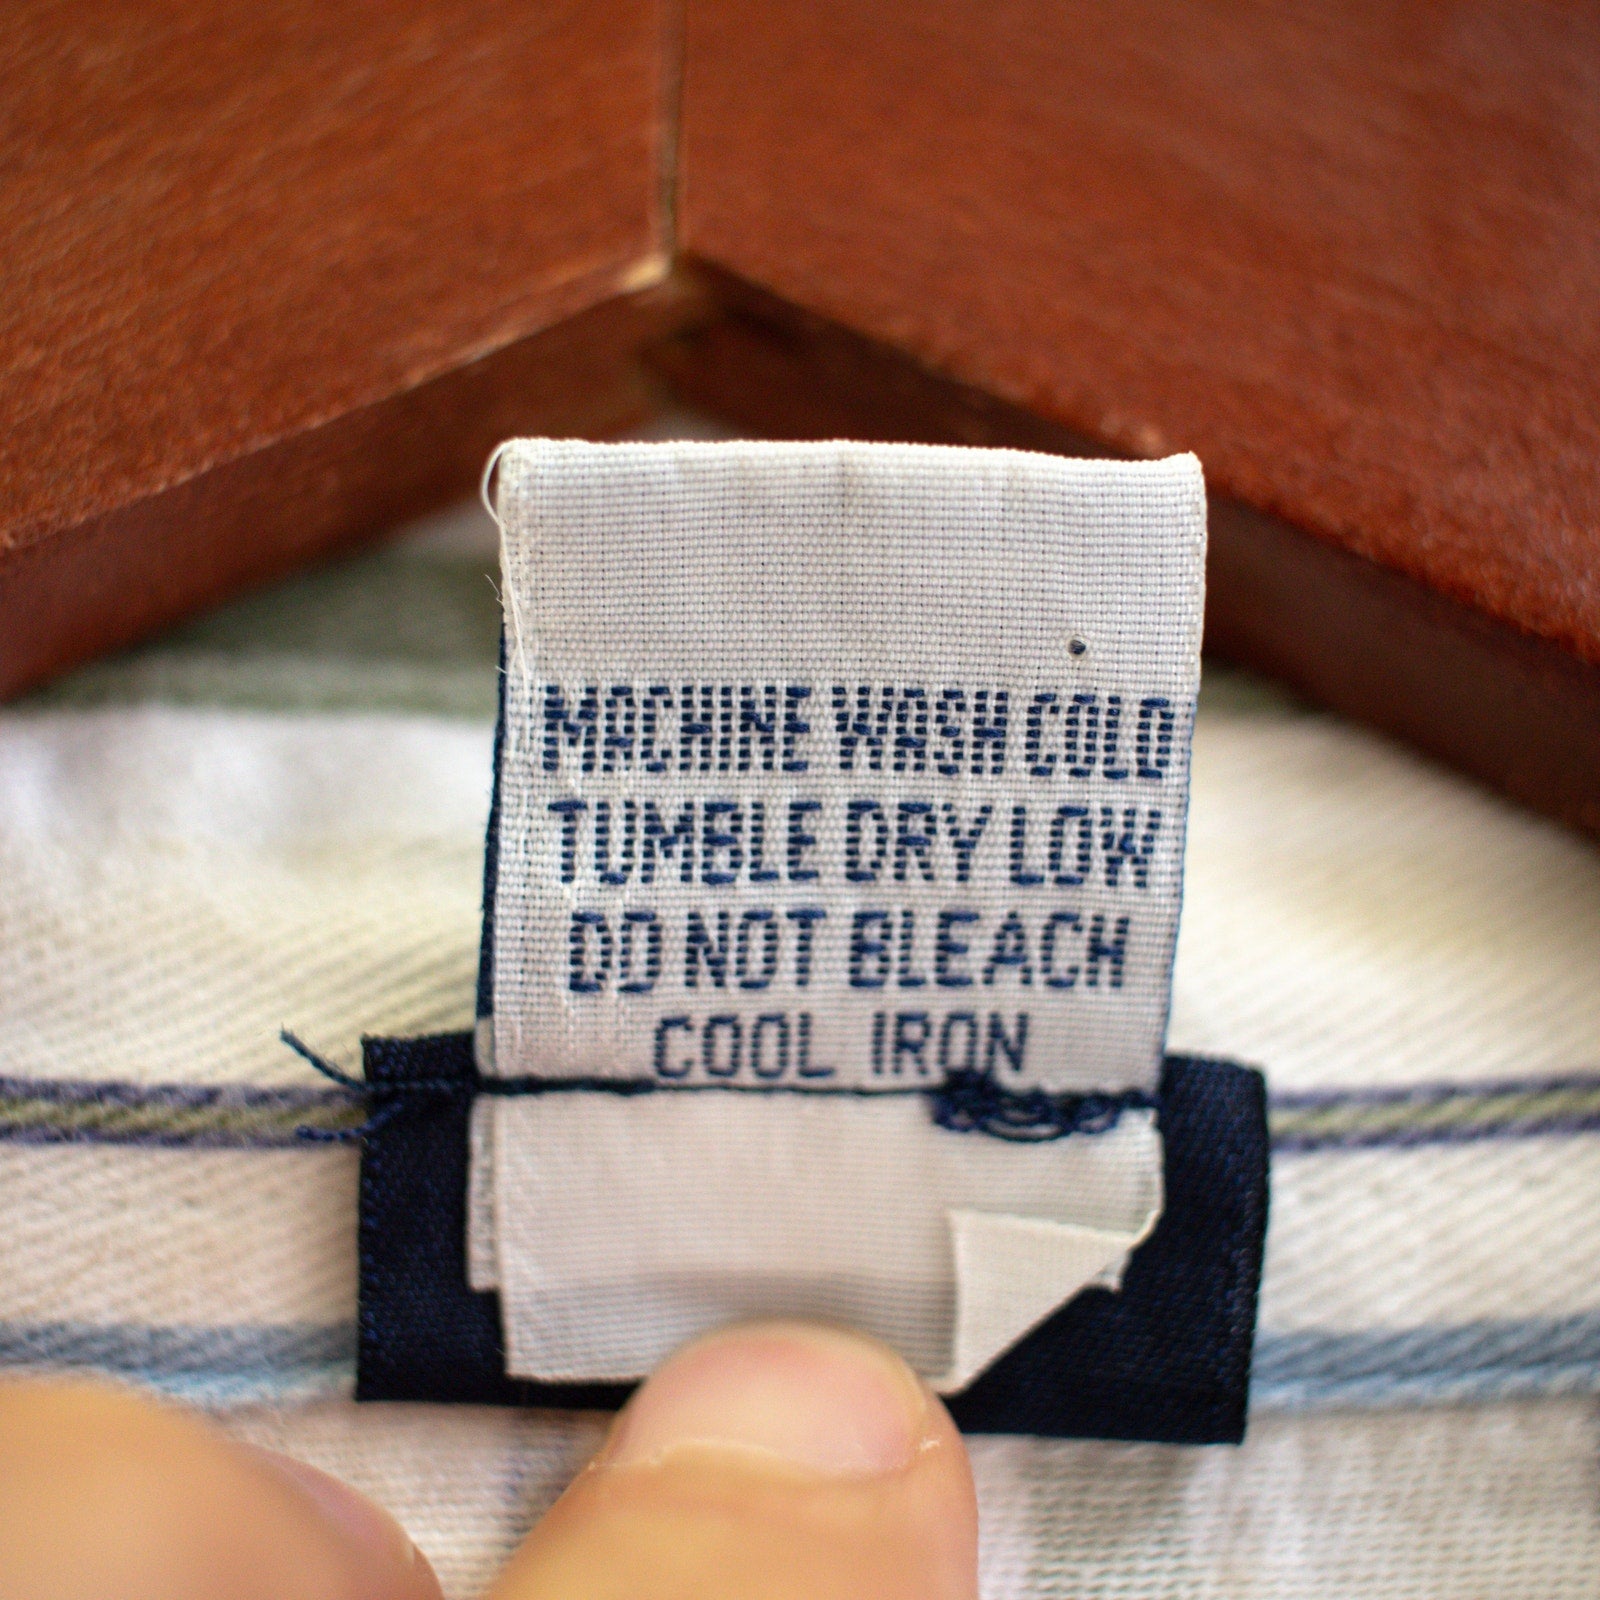 MACHINE WASH COLD
TUMBLE DRY LOW
DO NOT BLEACH
COOL IRON